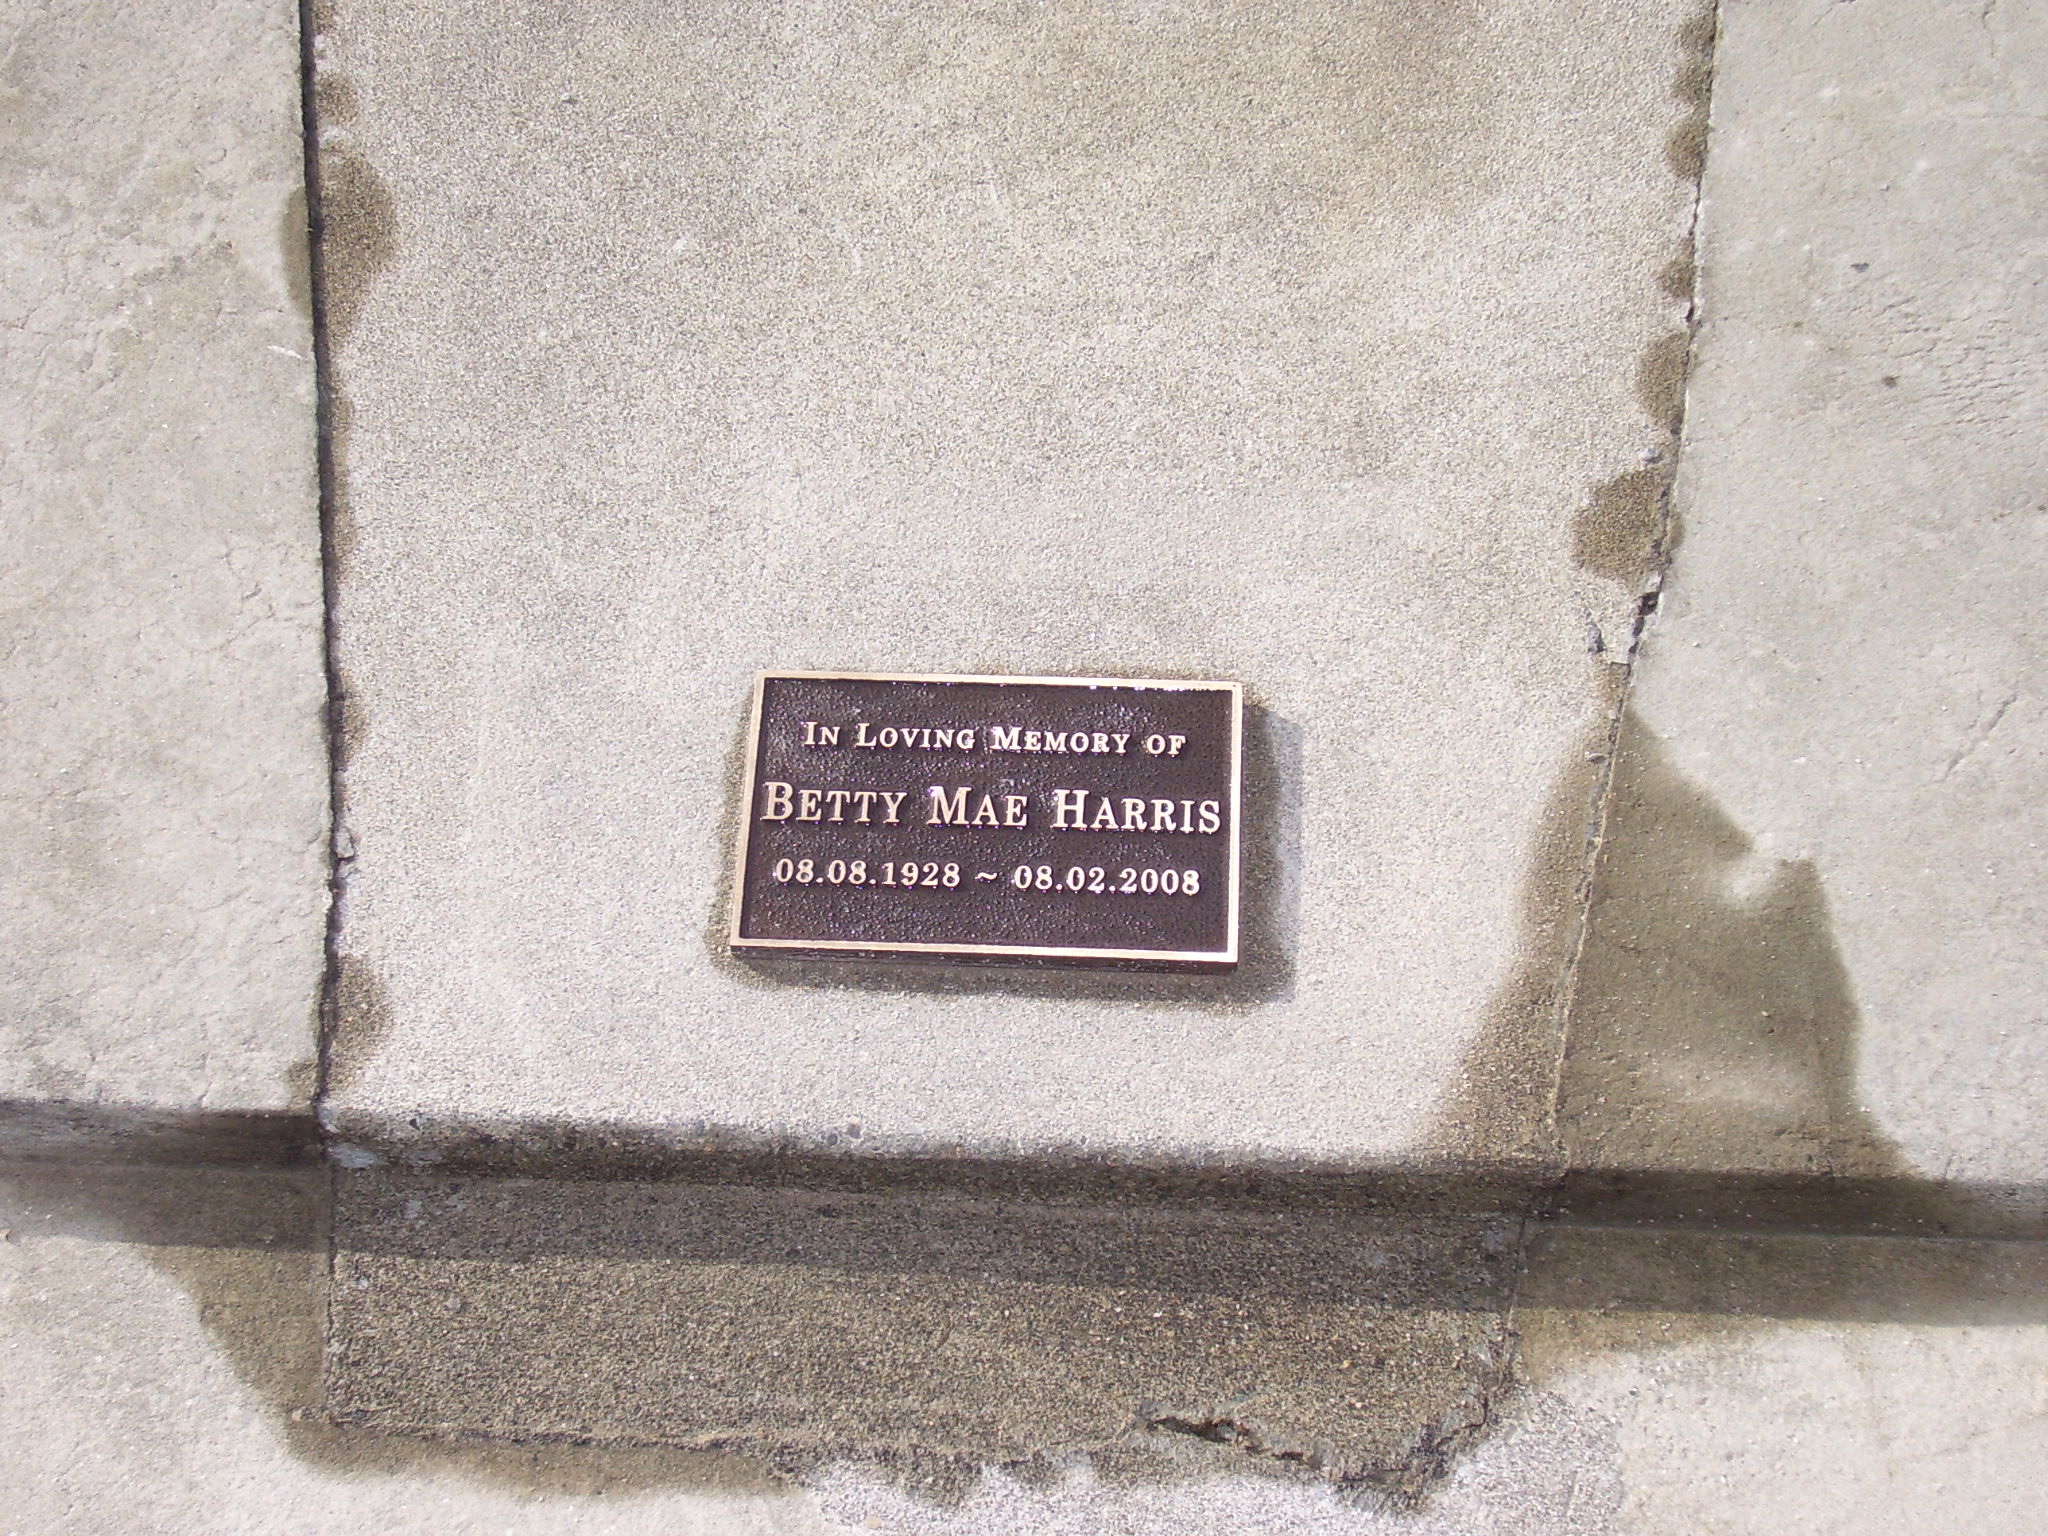 In Loving Memory of
Betty Mae Harris
08.08.1928 ~ 08.02.2008